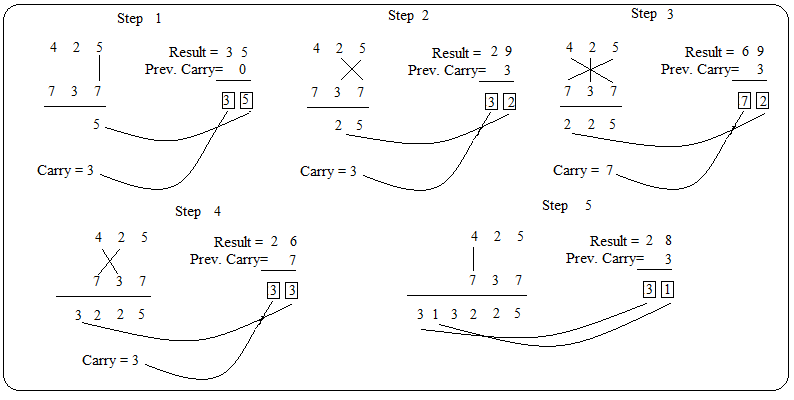 Step 1
4 2 5
Result = 3 5
Prev. Carry= 0
7 3 7
3 5
5
Carry = 3
Step 2
4 2 5
Result = 2 9
Prev. Carry= 3
7 3 7
3 2
2 5
Carry = 3
Step 3
4 2 5
Result = 6 9
Prev. Carry= 3
7 3 7
7 2
2 2 5
Carry = 7
Step 4
4 2 5
Result = 2 6
Prev. Carry= 7
7 3 7
3 3
3 2 2 5
Carry = 3
Step 5
4 2 5
Result = 2 8
Prev. Carry= 3
7 3 7
3 1
3 1 3 2 2 5